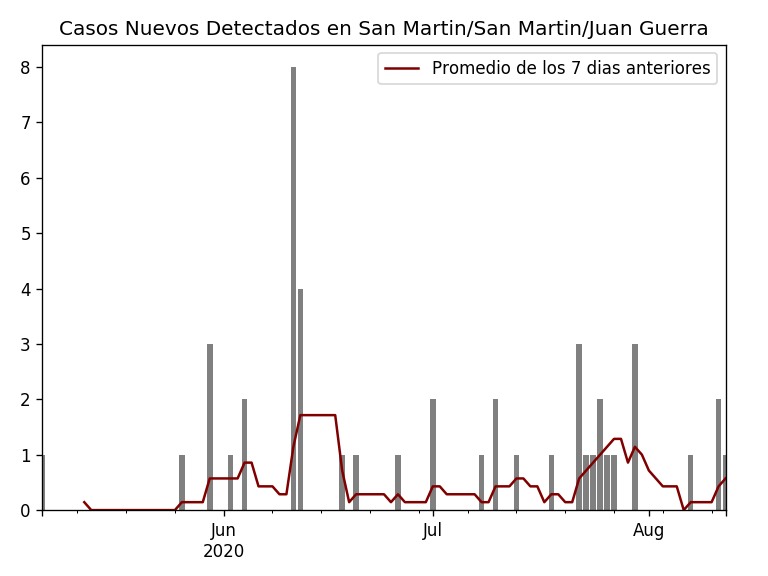 Casos Nuevos Detectados en San Martin/San Martin/Juan Guerra
Promedio de los 7 dias anteriores
8
7
6
5
4
3
2
1
0
Jun
2020
Jul
Aug